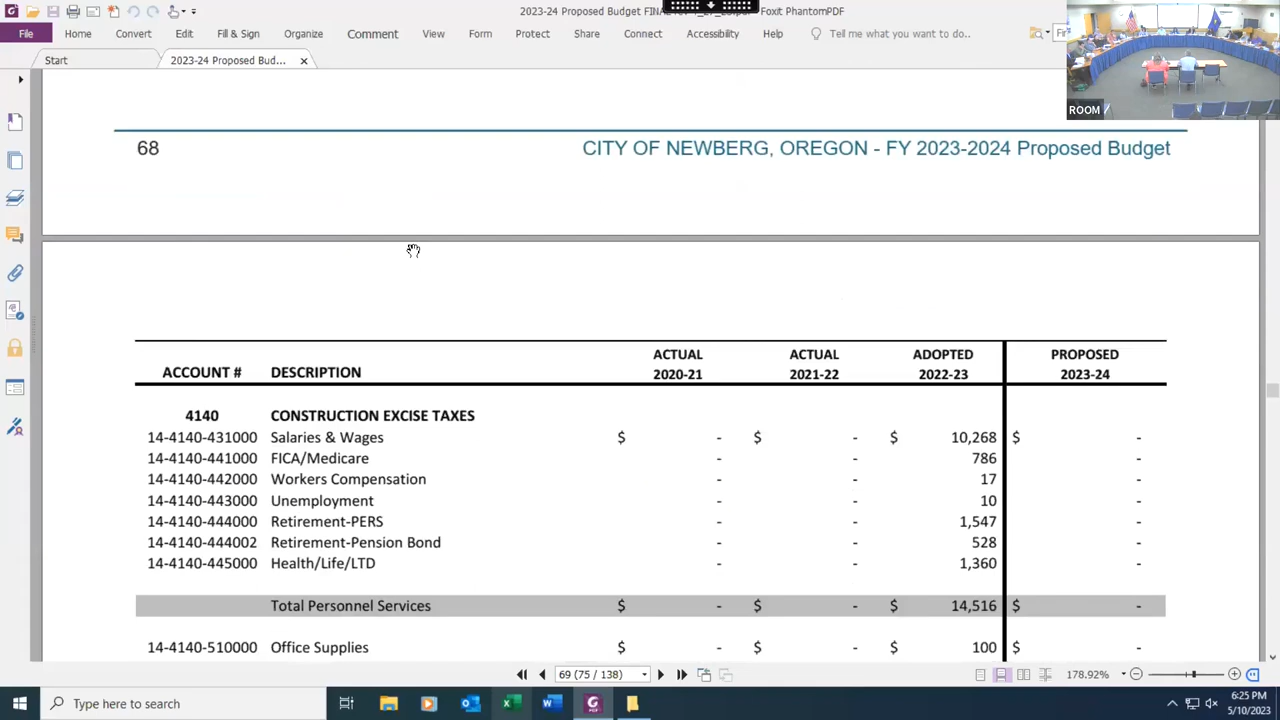 File Home Convert Edit Fill & Sign Organize Comment View Form Protect Share Connect Accessibility Help Tell me what you want to do..
Start 2023-24 Proposed Bud...
ROOM
68 CITY OF NEWBERG, OREGON - FY 2023-2024 Proposed Budget
ACTUAL ACTUAL ADOPTED PROPOSED
ACCOUNT # DESCRIPTION 2020-21 2021-22 2022-23 2023-24
4140 CONSTRUCTION EXCISE TAXES
14-4140-431000 Salaries & Wages $ - $ - $ 10,268 $ -
14-4140-441000 FICA/Medicare - - 786 -
14-4140-442000 Workers Compensation - - 17 -
14-4140-443000 Unemployment - - 10 -
14-4140-444000 Retirement-PERS - - 1,547 -
14-4140-444002 Retirement-Pension Bond - - 528 -
14-4140-445000 Health/Life/LTD - - 1,360 -
Total Personnel Services $ - $ - $ 14,516 $ -
14-4140-510000 Office Supplies $ - $ - $ 100 $ -
69 (75 / 138) 178.92%
Type here to search
6:25 PM
5/10/2023